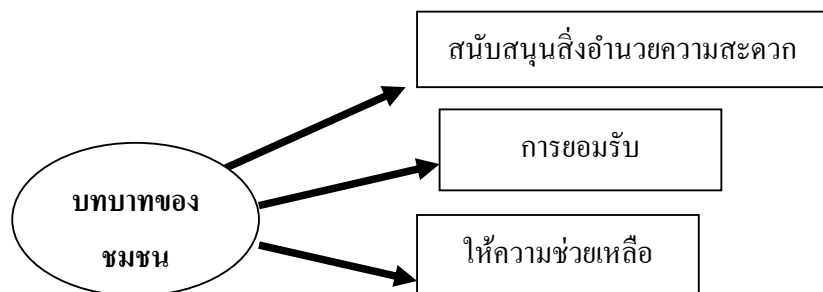 สนับสนุนสิ่งอำนวยความสะดวก
การยอมรับ
บทบาทของ
ชมชน
ให้ความช่วยเหลือ